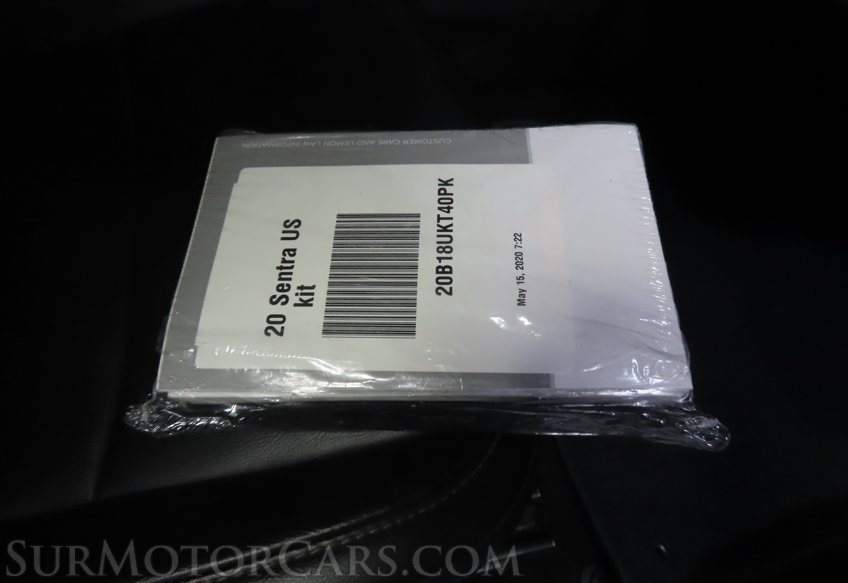 CUSTOMER CARE AND LEMON LAW INFORMATION
20 Sentra US
kit
20B18UKT40PK
May 15, 2020 7:22
SURMOTORCARS.COM